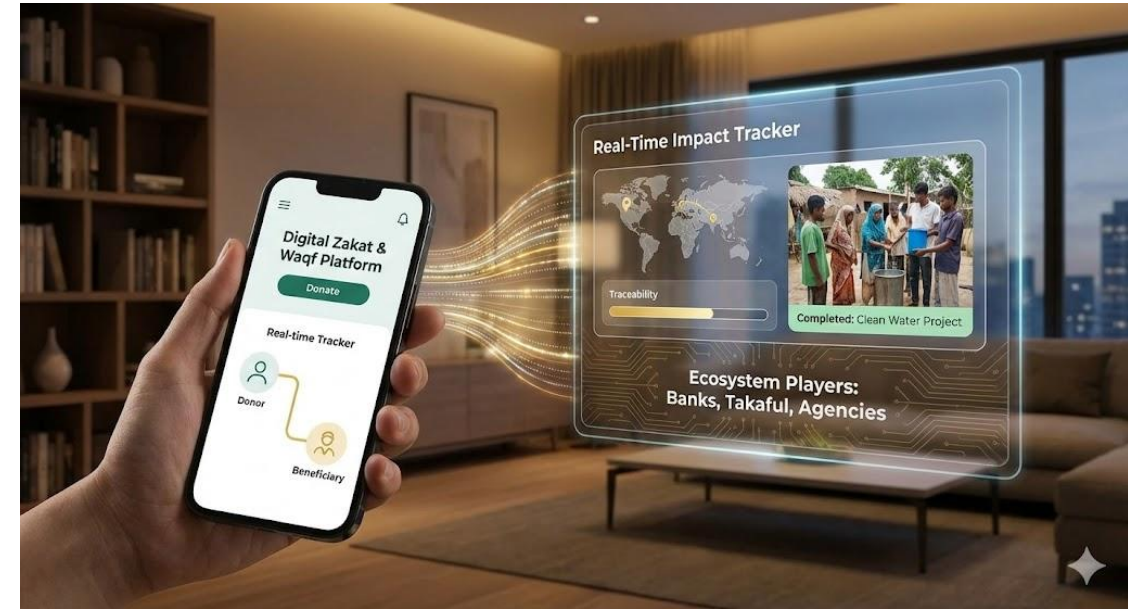 Digital Zakat &
Waqf Platform
Donate
Real-time Tracker
Donor
Beneficiary
Real-Time Impact Tracker
Traceability
Completed: Clean Water Project
Ecosystem Players:
Banks, Takaful, Agencies